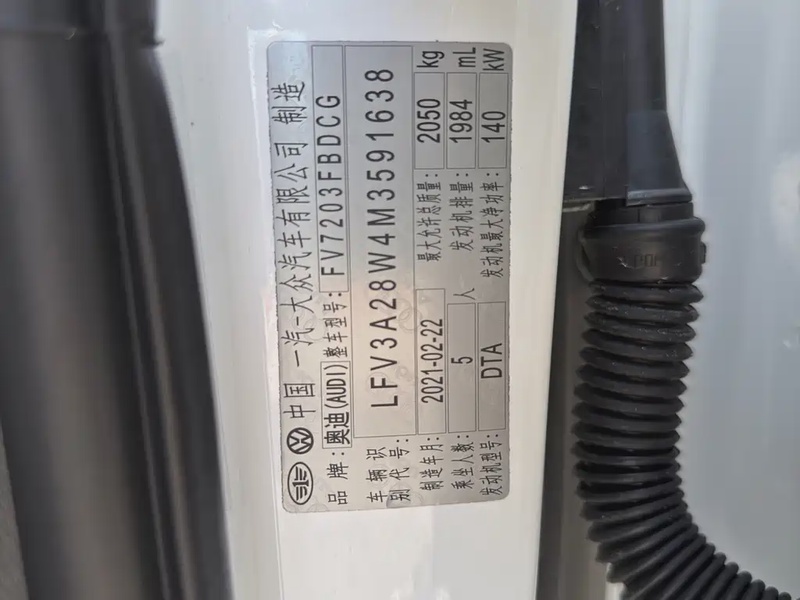 中国 一汽-大众汽车有限公司 制造
品牌: 奥迪(AUDI) 整车型号: FV7203FBDCG
车辆识别代号: LFV3A28W4M3591638
制造年月: 2021-02-22 最大允许总质量: 2050 kg
乘坐人数: 5 人 发动机排量: 1984 mL
发动机型号: DTA 发动机最大净功率: 140 kW